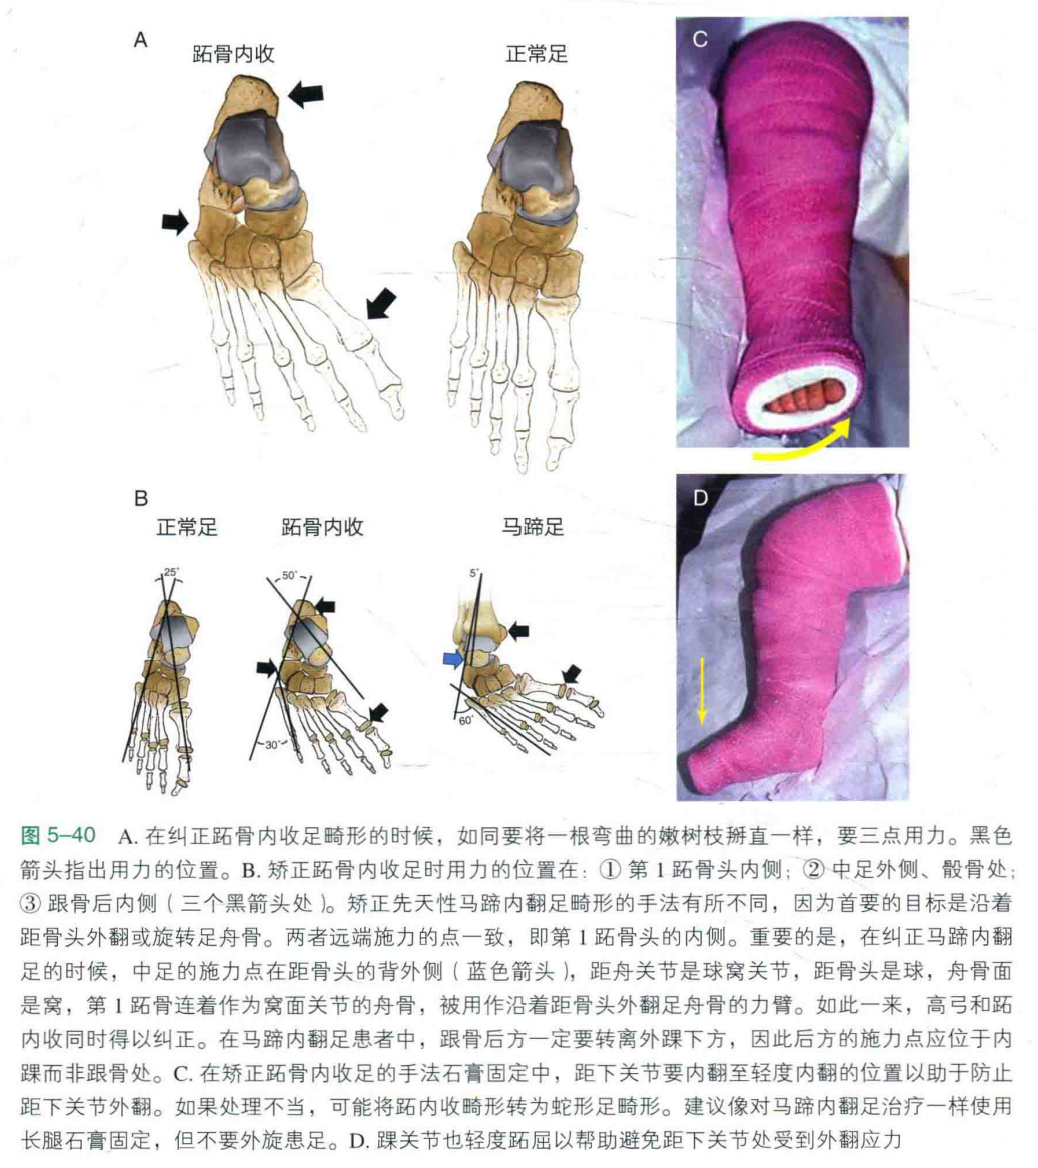 A
跖骨内收
正常足
C
B
正常足
跖骨内收
马蹄足
25°
50°
30°
5°
60°
D
图 5-40 A. 在纠正跖骨内收足畸形的时候，如同要将一根弯曲的嫩树枝掰直一样，要三点用力。黑色
箭头指出用力的位置。B. 矫正跖骨内收足时用力的位置在：① 第 1 跖骨头内侧；② 中足外侧、骰骨处；
③ 跟骨后内侧（三个黑箭头处）。矫正先天性马蹄内翻足畸形的手法有所不同，因为首要的目标是沿着
距骨头外翻或旋转足舟骨。两者远端施力的点一致，即第 1 跖骨头的内侧。重要的是，在纠正马蹄内翻
足的时候，中足的施力点在距骨头的背外侧（蓝色箭头），距舟关节是球窝关节，距骨头是球，舟骨面
是窝，第 1 跖骨连着作为窝面关节的舟骨，被用作沿着距骨头外翻足舟骨的力臂。如此一来，高弓和跖
内收同时得以纠正。在马蹄内翻足患者中，跟骨后方一定要转离外踝下方，因此后方的施力点应位于内
踝而非跟骨处。C. 在矫正跖骨内收足的手法石膏固定中，距下关节要内翻至轻度内翻的位置以助于防止
距下关节外翻。如果处理不当，可能将跖内收畸形转为蛇形足畸形。建议像对马蹄内翻足治疗一样使用
长腿石膏固定，但不要外旋患足。D. 踝关节也轻度跖屈以帮助避免距下关节处受到外翻应力